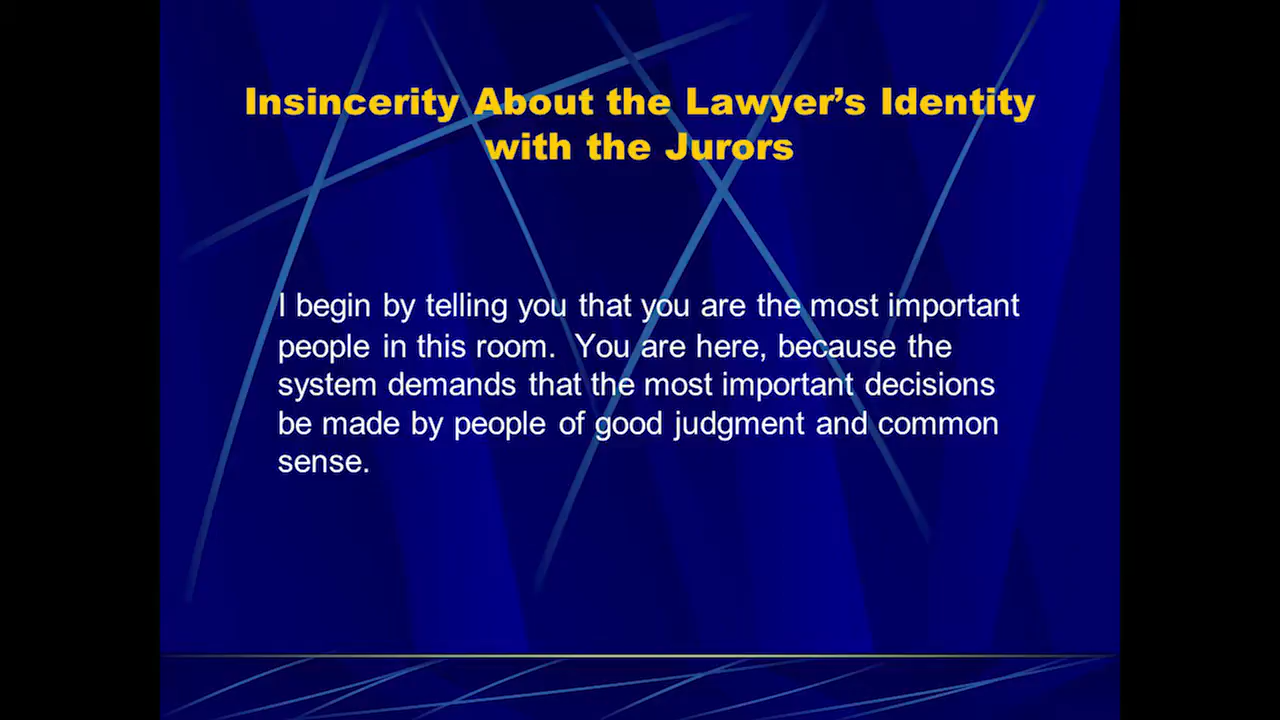 Insincerity About the Lawyer’s Identity
with the Jurors
I begin by telling you that you are the most important
people in this room.  You are here, because the
system demands that the most important decisions
be made by people of good judgment and common
sense.